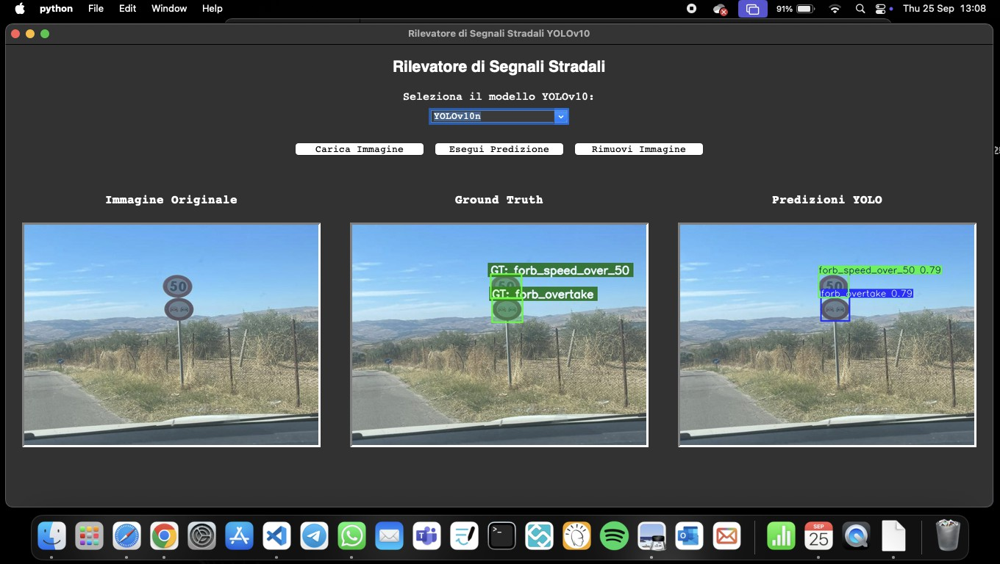 python File Edit Window Help 91% Thu 25 Sep 13:08
Rilevatore di Segnali Stradali YOLOv10
Rilevatore di Segnali Stradali
Seleziona il modello YOLOv10:
YOLOv10n
Carica Immagine Esegui Predizione Rimuovi Immagine
Immagine Originale Ground Truth Predizioni YOLO
50
GT: forb_speed_over_50
50
GT: forb_overtake
forb_speed_over_50 0.79
50
forb_overtake 0.79
SEP
25